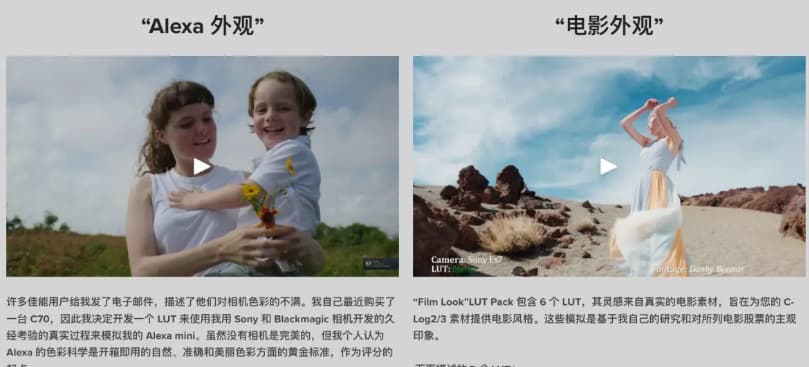 “Alexa 外观”
许多佳能用户给我发了电子邮件，描述了他们对相机色彩的不满。我自己最近购买了
一台 C70，因此我决定开发一个 LUT 来使用我用 Sony 和 Blackmagic 相机开发的久
经考验的真实过程来模拟我的 Alexa mini。虽然没有相机是完美的，但我个人认为
Alexa 的色彩科学是开箱即用的自然、准确和美丽色彩方面的黄金标准，作为评分的
“电影外观”
Camera: Sony Fs7
LUT:
Footage: Danny Bonnar
“Film Look”LUT Pack 包含 6 个 LUT，其灵感来自真实的电影素材，旨在为您的 C-
Log2/3 素材提供电影风格。这些模拟是基于我自己的研究和对所列电影股票的主观
印象。